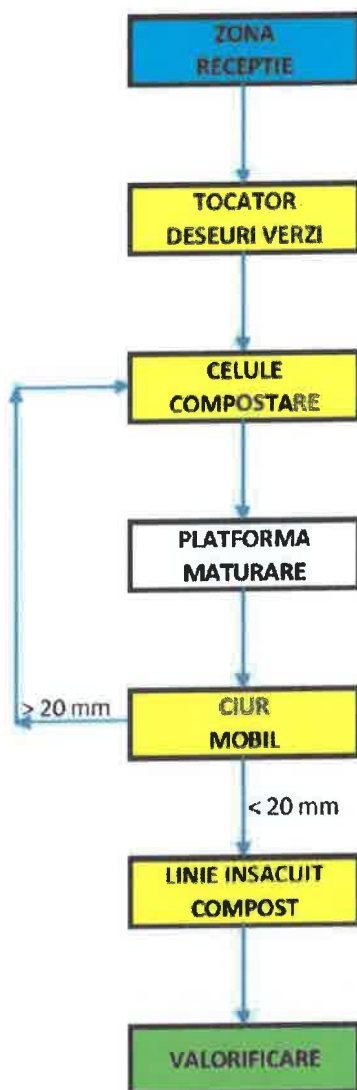 ZONA
RECEPTIE
TOCATOR
DESEURI VERZI
CELULE
COMPOSTARE
PLATFORMA
MATURARE
> 20 mm
CIUR
MOBIL
< 20 mm
LINIE INSACUIT
COMPOST
VALORIFICARE